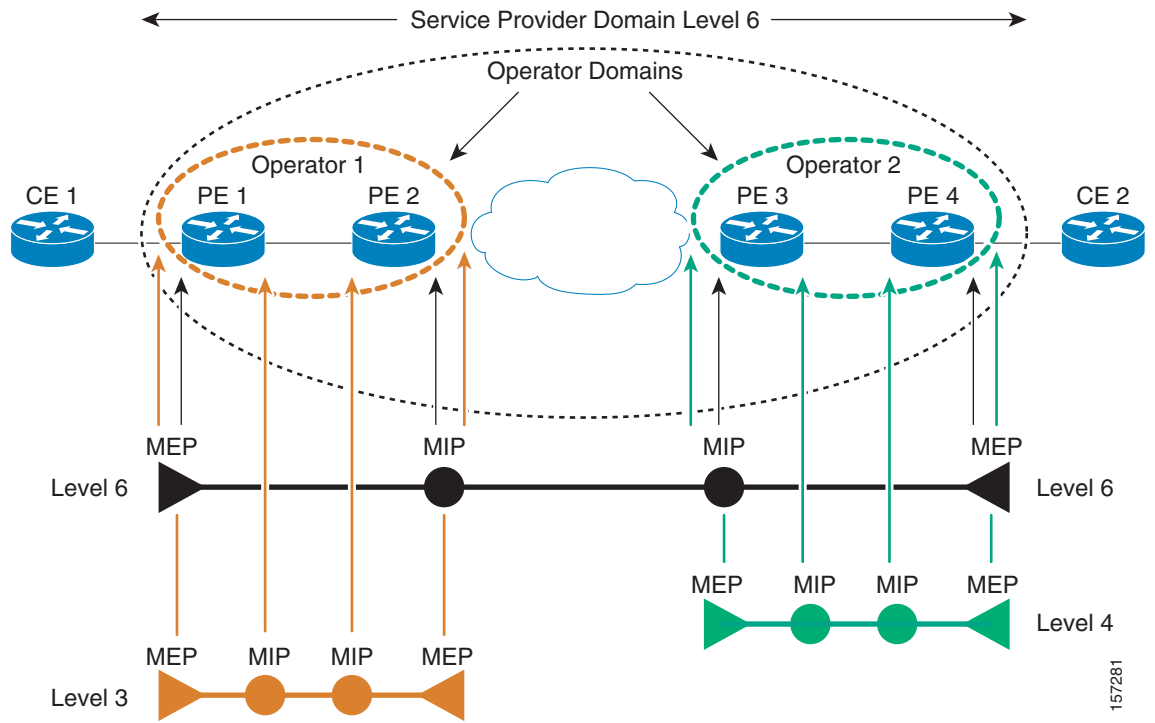 Service Provider Domain Level 6
Operator Domains
Operator 1
Operator 2
CE 1
PE 1
PE 2
PE 3
PE 4
CE 2
MEP
MIP
MIP
MEP
Level 6
Level 6
MEP
MIP
MIP
MEP
Level 4
MEP
MIP
MIP
MEP
Level 3
157281